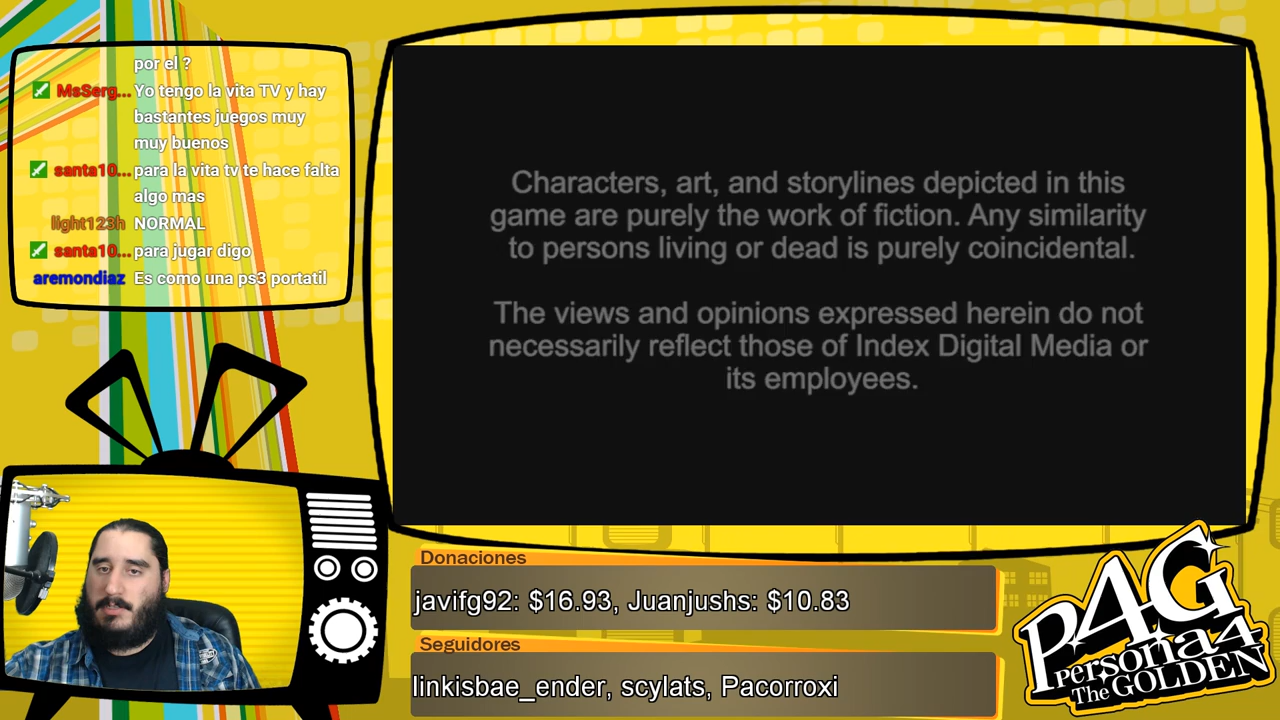 por el ?
MsSerg... Yo tengo la vita TV y hay
bastantes juegos muy
muy buenos
santa10... para la vita tv te hace falta
algo mas
light123h NORMAL
santa10... para jugar digo
aremondiaz Es como una ps3 portatil
Characters, art, and storylines depicted in this
game are purely the work of fiction. Any similarity
to persons living or dead is purely coincidental.
The views and opinions expressed herein do not
necessarily reflect those of Index Digital Media or
its employees.
Donaciones
javifg92: $16.93, Juanjushs: $10.83
Seguidores
linkisbae_ender, scylats, Pacorroxi
P4G
Persona 4
The GOLDEN